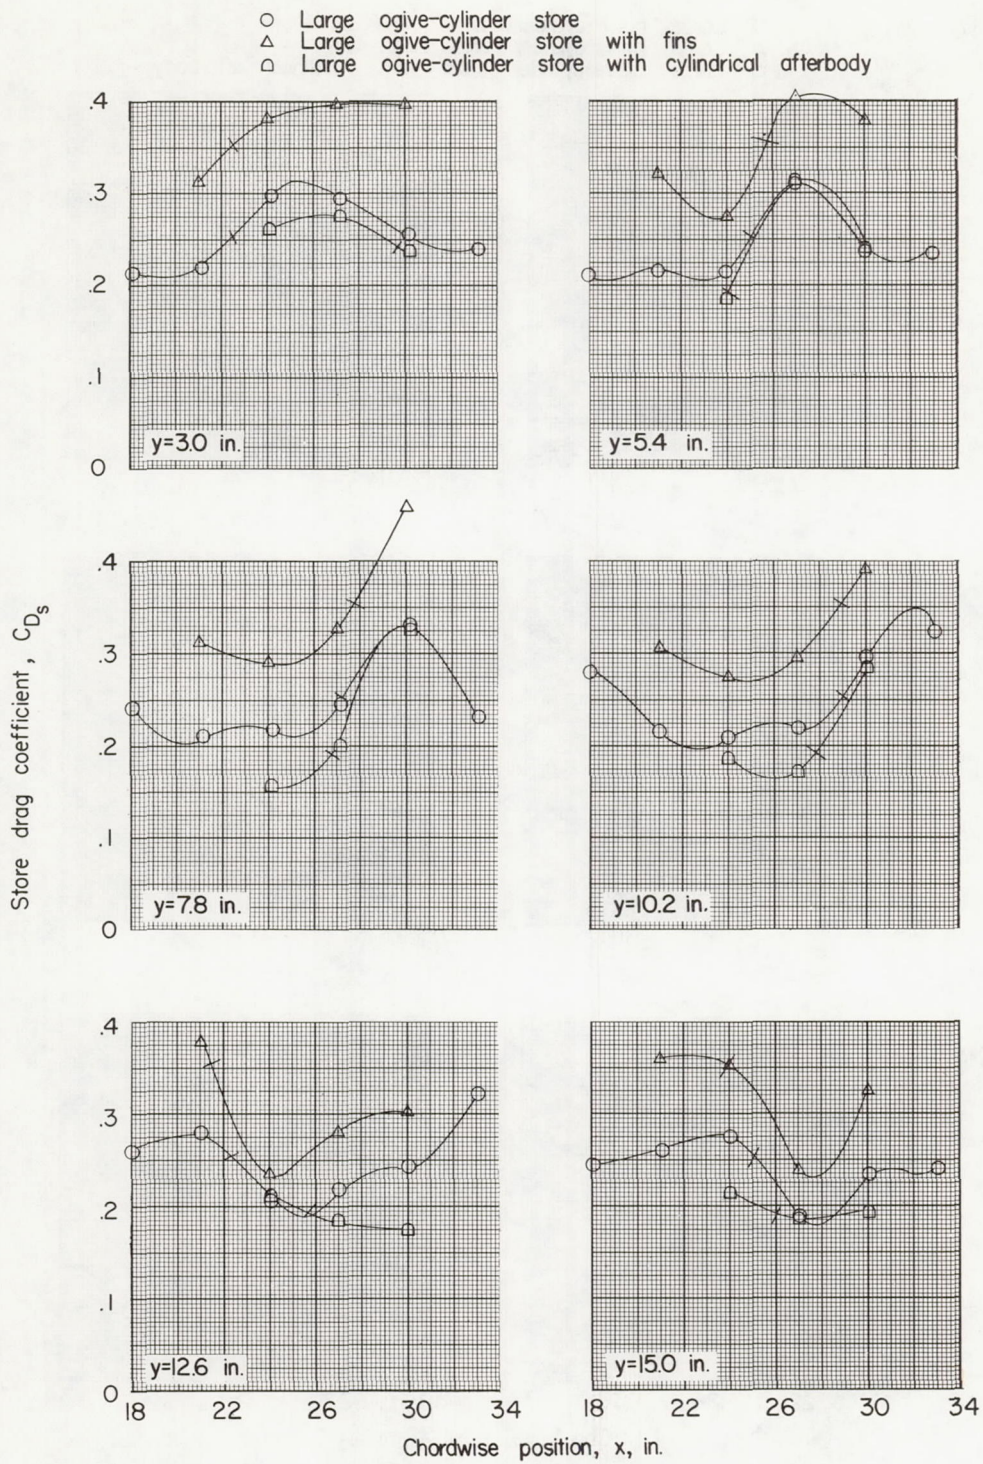 Large ogive-cylinder store
Large ogive-cylinder store with fins
Large ogive-cylinder store with cylindrical afterbody
.4
.3
.2
.1
0
y=3.0 in.
y=5.4 in.
Store drag coefficient, C_Ds
.4
.3
.2
.1
0
y=7.8 in.
y=10.2 in.
.4
.3
.2
.1
0
y=12.6 in.
y=15.0 in.
18 22 26 30 34
18 22 26 30 34
Chordwise position, x, in.